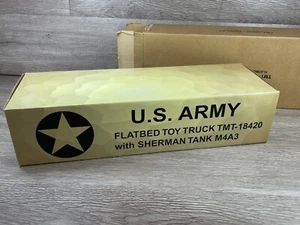 U.S. ARMY
FLATBED TOY TRUCK TMT-18420
with SHERMAN TANK M4A3